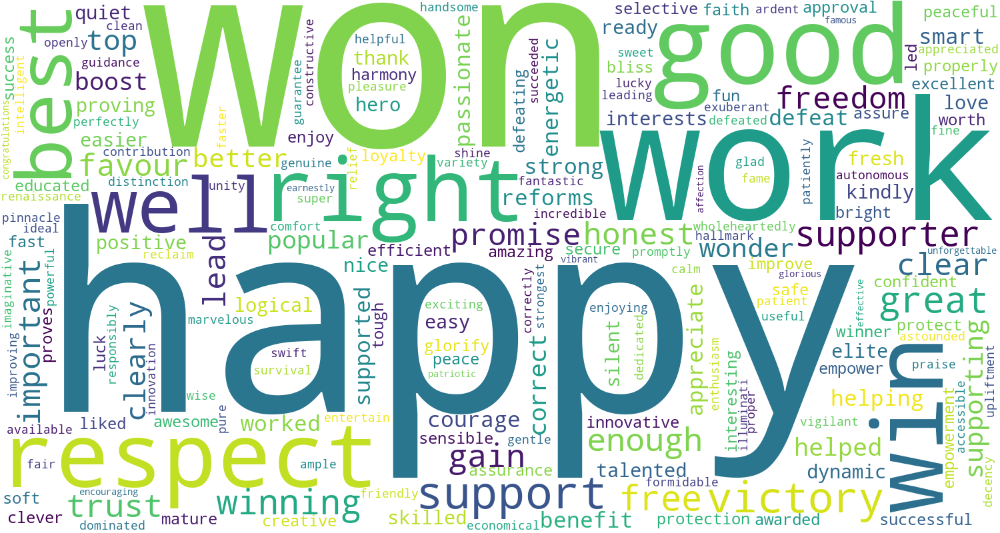 won
good
best
work
happy
respect
right
well
win
quiet
clean
openly
top
guidance
boost
success
intelligent
congratulations
proving
perfectly
easier
contribution
favour
better
faster
educated
distinction
renaissance
unity
genuine
enjoy
guarantee
constructive
handsome
helpful
thank
harmony
pleasure
hero
passionate
succeeded
defeating
energetic
selective
faith
ardent
approval
famous
peaceful
ready
smart
sweet
bliss
lucky
leading
led
appreciated
properly
excellent
fun
freedom
exuberant
interests
defeated
defeat
assure
love
worth
fine
loyalty
relief
shine
variety
strong
fantastic
reforms
earnestly
super
incredible
affection
glad
fame
patiently
fresh
autonomous
kindly
bright
pinnacle
ideal
fast
positive
reclaim
lead
comfort
popular
efficient
nice
promise
amazing
honest
wholeheartedly
hallmark
secure
promptly
vibrant
wonder
calm
improve
glorious
supporter
unforgettable
clear
imaginative
powerful
important
proves
improving
luck
responsibly
clearly
innovation
marvelous
logical
swift
survival
supported
tough
exciting
easy
glorify
peace
patriotic
correctly
strongest
correct
enjoying
silent
dedicated
appreciate
enthusiasm
interesting
illuminati
proper
safe
patient
useful
effective
confident
great
winner
protect
astounded
elite
empower
praise
supporting
upliftment
helping
empowerment
accessible
decency
vigilant
helped
dynamic
wise
pure
awesome
liked
available
worked
entertain
courage
sensible
gentle
gain
assurance
innovative
enough
talented
formidable
fair
ample
soft
encouraging
clever
trust
dominated
mature
winning
creative
friendly
support
skilled
economical
benefit
free
victory
protection
awarded
successful